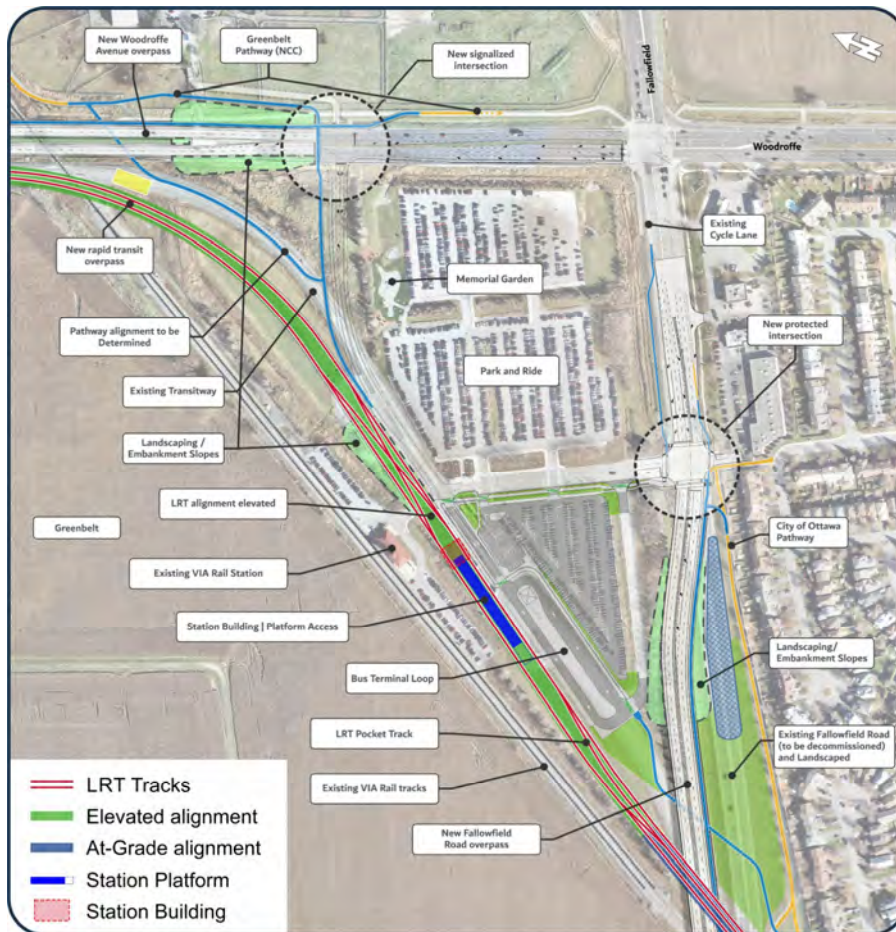 New Woodroffe
Avenue overpass
Greenbelt
Pathway (NCC)
New signalized
intersection
N
Fallowfield
Woodroffe
New rapid transit
overpass
Existing
Cycle Lane
Memorial Garden
Pathway alignment to be
Determined
New protected
intersection
Park and Ride
Existing Transitway
Landscaping /
Embankment Slopes
LRT alignment elevated
Greenbelt
City of Ottawa
Pathway
Existing VIA Rail Station
Station Building | Platform Access
Landscaping/
Embankment Slopes
Bus Terminal Loop
LRT Pocket Track
Existing Fallowfield Road
(to be decommissioned)
and Landscaped
Existing VIA Rail tracks
New Fallowfield
Road overpass
LRT Tracks
Elevated alignment
At-Grade alignment
Station Platform
Station Building